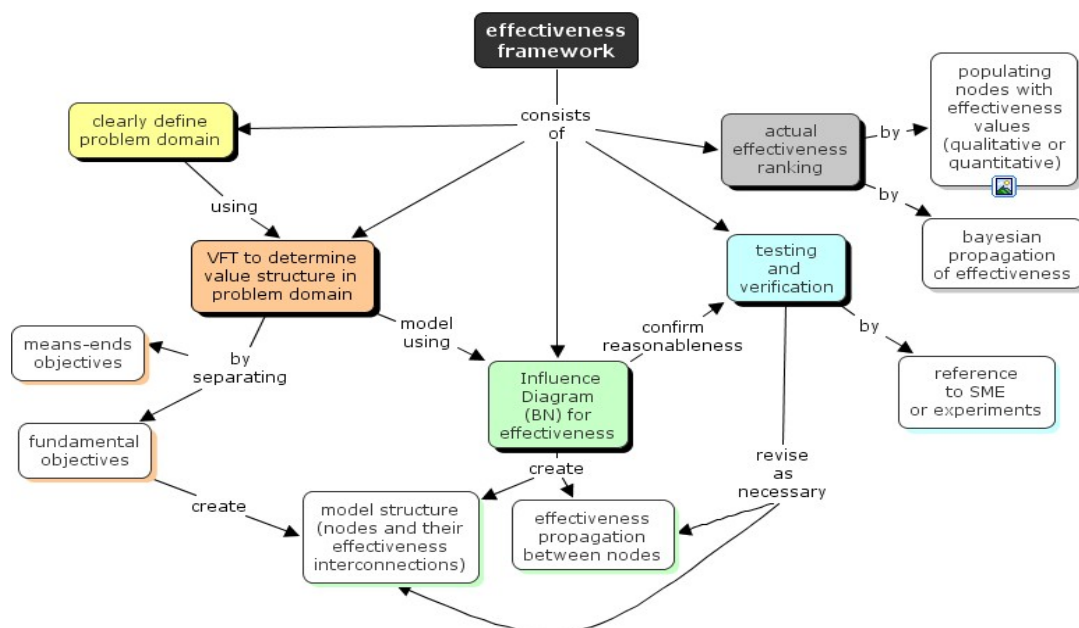 effectiveness
framework
consists
of
clearly define
problem domain
actual
effectiveness
ranking
by
populating
nodes with
effectiveness
values
(qualitative or
quantitative)
by
bayesian
propagation
of effectiveness
using
VFT to determine
value structure in
problem domain
testing
and
verification
model
using
confirm
reasonableness
by
means-ends
objectives
by
separating
Influence
Diagram
(BN) for
effectiveness
reference
to SME
or experiments
fundamental
objectives
create
create
revise
as
necessary
model structure
(nodes and their
effectiveness
interconnections)
effectiveness
propagation
between nodes